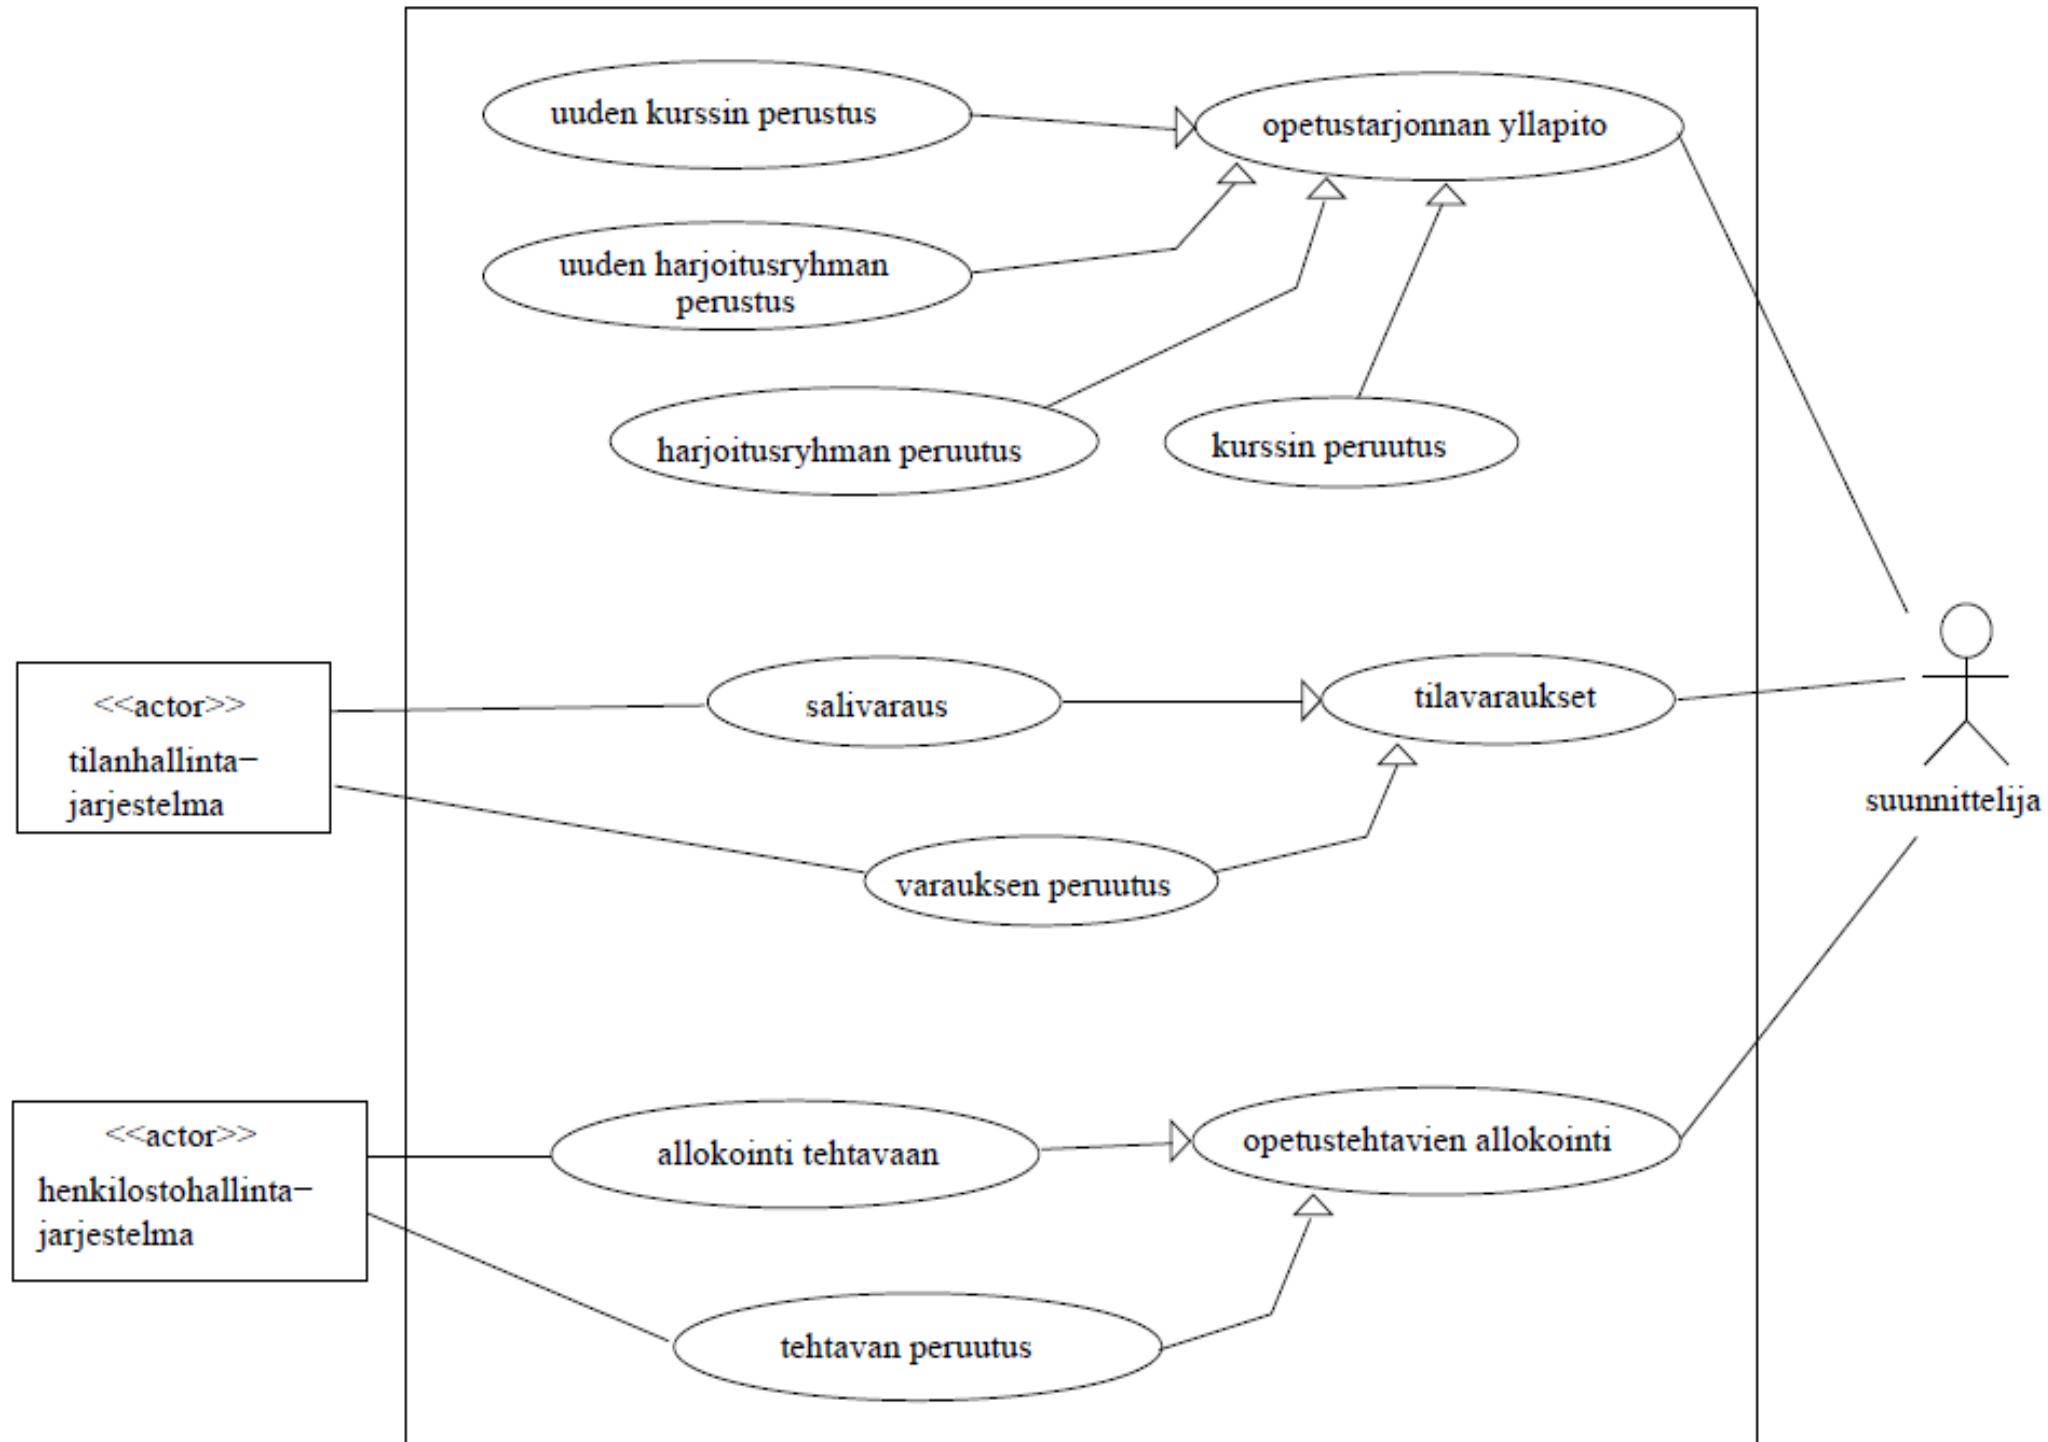 uuden kurssin perustus
opetustarjonnan yllapito
uuden harjoitusryhman
perustus
harjoitusryhman peruutus
kurssin peruutus
<<actor>>
tilanhallinta−
jarjestelma
salivaraus
tilavaraukset
suunnittelija
varauksen peruutus
<<actor>>
henkilostohallinta−
jarjestelma
allokointi tehtavaan
opetustehtavien allokointi
tehtavan peruutus